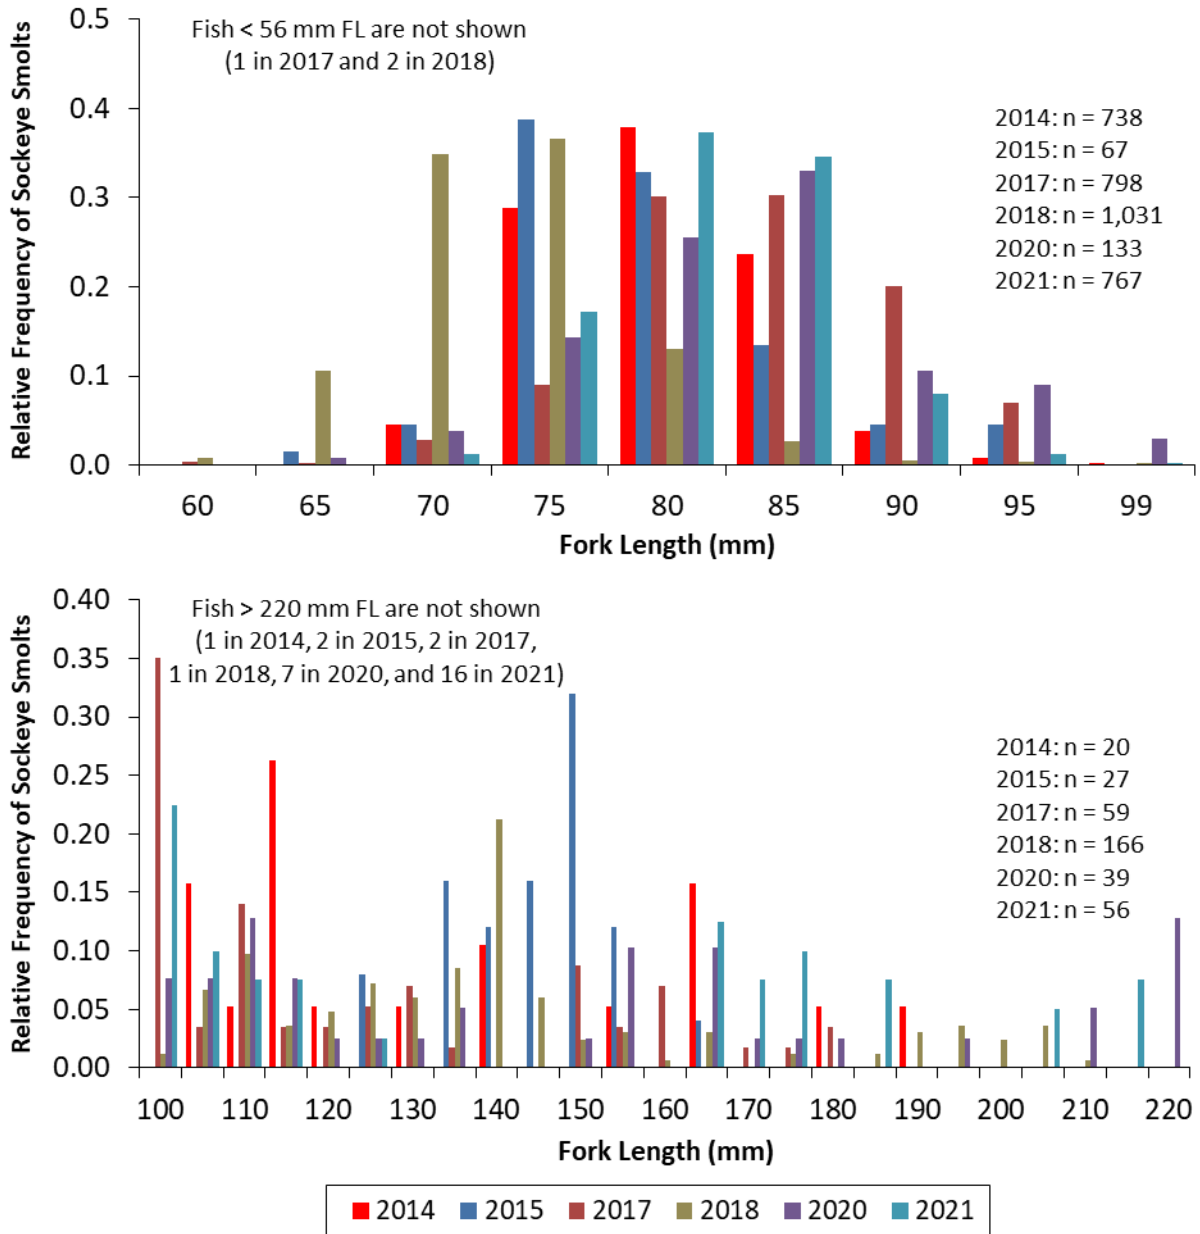 Relative Frequency of Sockeye Smolts
0.5
0.4
0.3
0.2
0.1
0.0
Fish < 56 mm FL are not shown
(1 in 2017 and 2 in 2018)
2014: n = 738
2015: n = 67
2017: n = 798
2018: n = 1,031
2020: n = 133
2021: n = 767
60 65 70 75 80 85 90 95 99
Fork Length (mm)
Relative Frequency of Sockeye Smolts
0.40
0.35
0.30
0.25
0.20
0.15
0.10
0.05
0.00
Fish > 220 mm FL are not shown
(1 in 2014, 2 in 2015, 2 in 2017,
1 in 2018, 7 in 2020, and 16 in 2021)
2014: n = 20
2015: n = 27
2017: n = 59
2018: n = 166
2020: n = 39
2021: n = 56
100 110 120 130 140 150 160 170 180 190 200 210 220
Fork Length (mm)
2014 2015 2017 2018 2020 2021